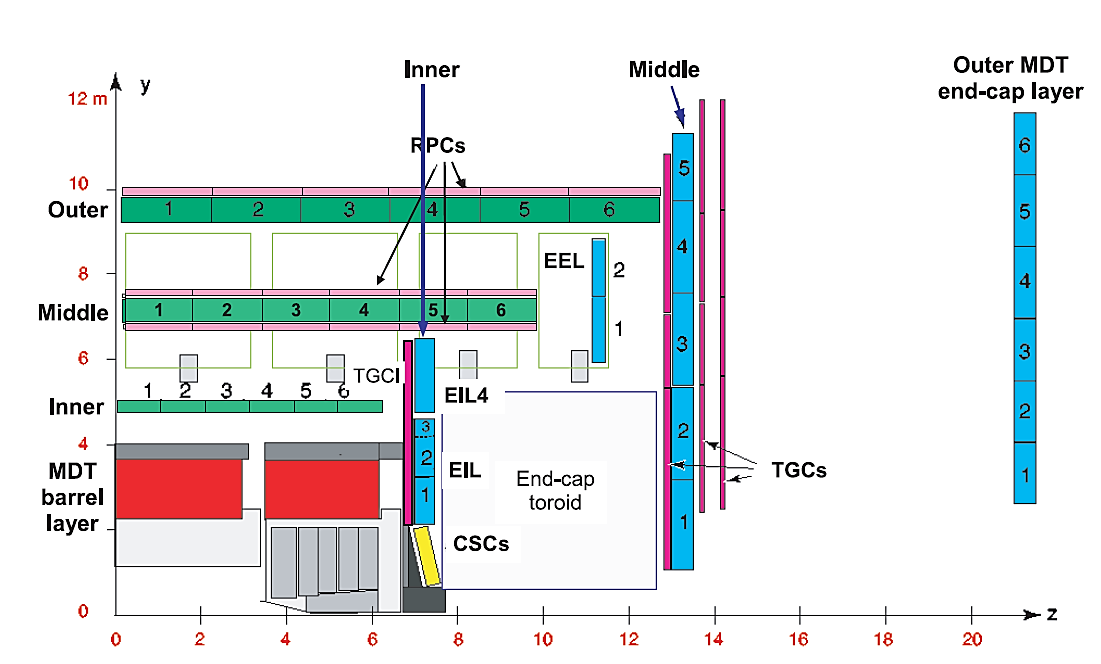 Inner
Middle
Outer MDT
end-cap layer
y
12 m
RPCs
6
5
10
Outer
1 2 3 4 5 6
5
4
EEL
2
8
4
Middle
1 2 3 4 5 6
1
3
3
6
TGCI
1 2 3 4 5 6
EIL4
2
Inner
3
2
4
MDT
barrel
layer
2
EIL
1
End-cap
toroid
TGCs
1
1
CSCs
0
z
0 2 4 6 8 10 12 14 16 18 20